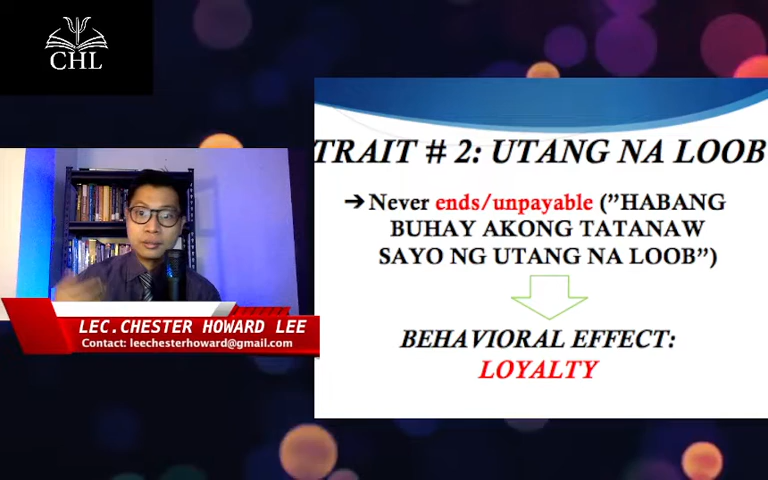 CHL
TRAIT # 2: UTANG NA LOOB
➔Never ends/unpayable ("HABANG
BUHAY AKONG TATANAW
SAYO NG UTANG NA LOOB")
BEHAVIORAL EFFECT:
LOYALTY
LEC.CHESTER HOWARD LEE
Contact: leechesterhoward@gmail.com